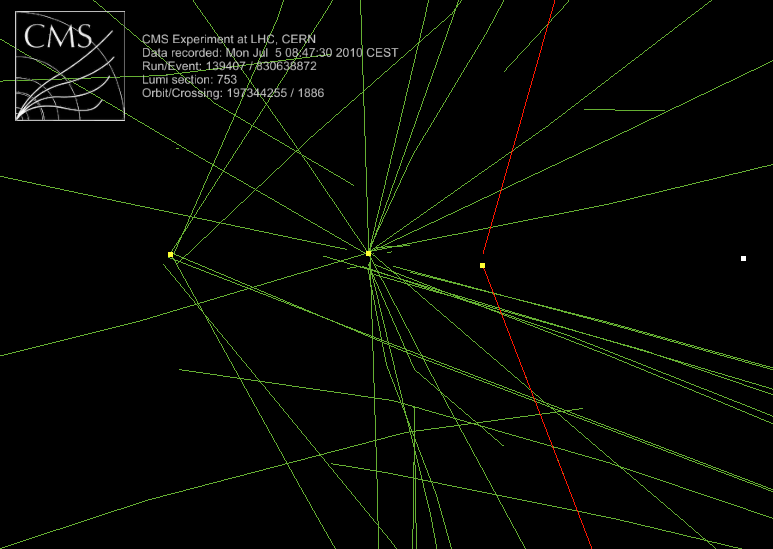 CMS
CMS Experiment at LHC, CERN
Data recorded: Mon Jul 5 08:47:30 2010 CEST
Run/Event: 139407 / 830638872
Lumi section: 753
Orbit/Crossing: 197344255 / 1886